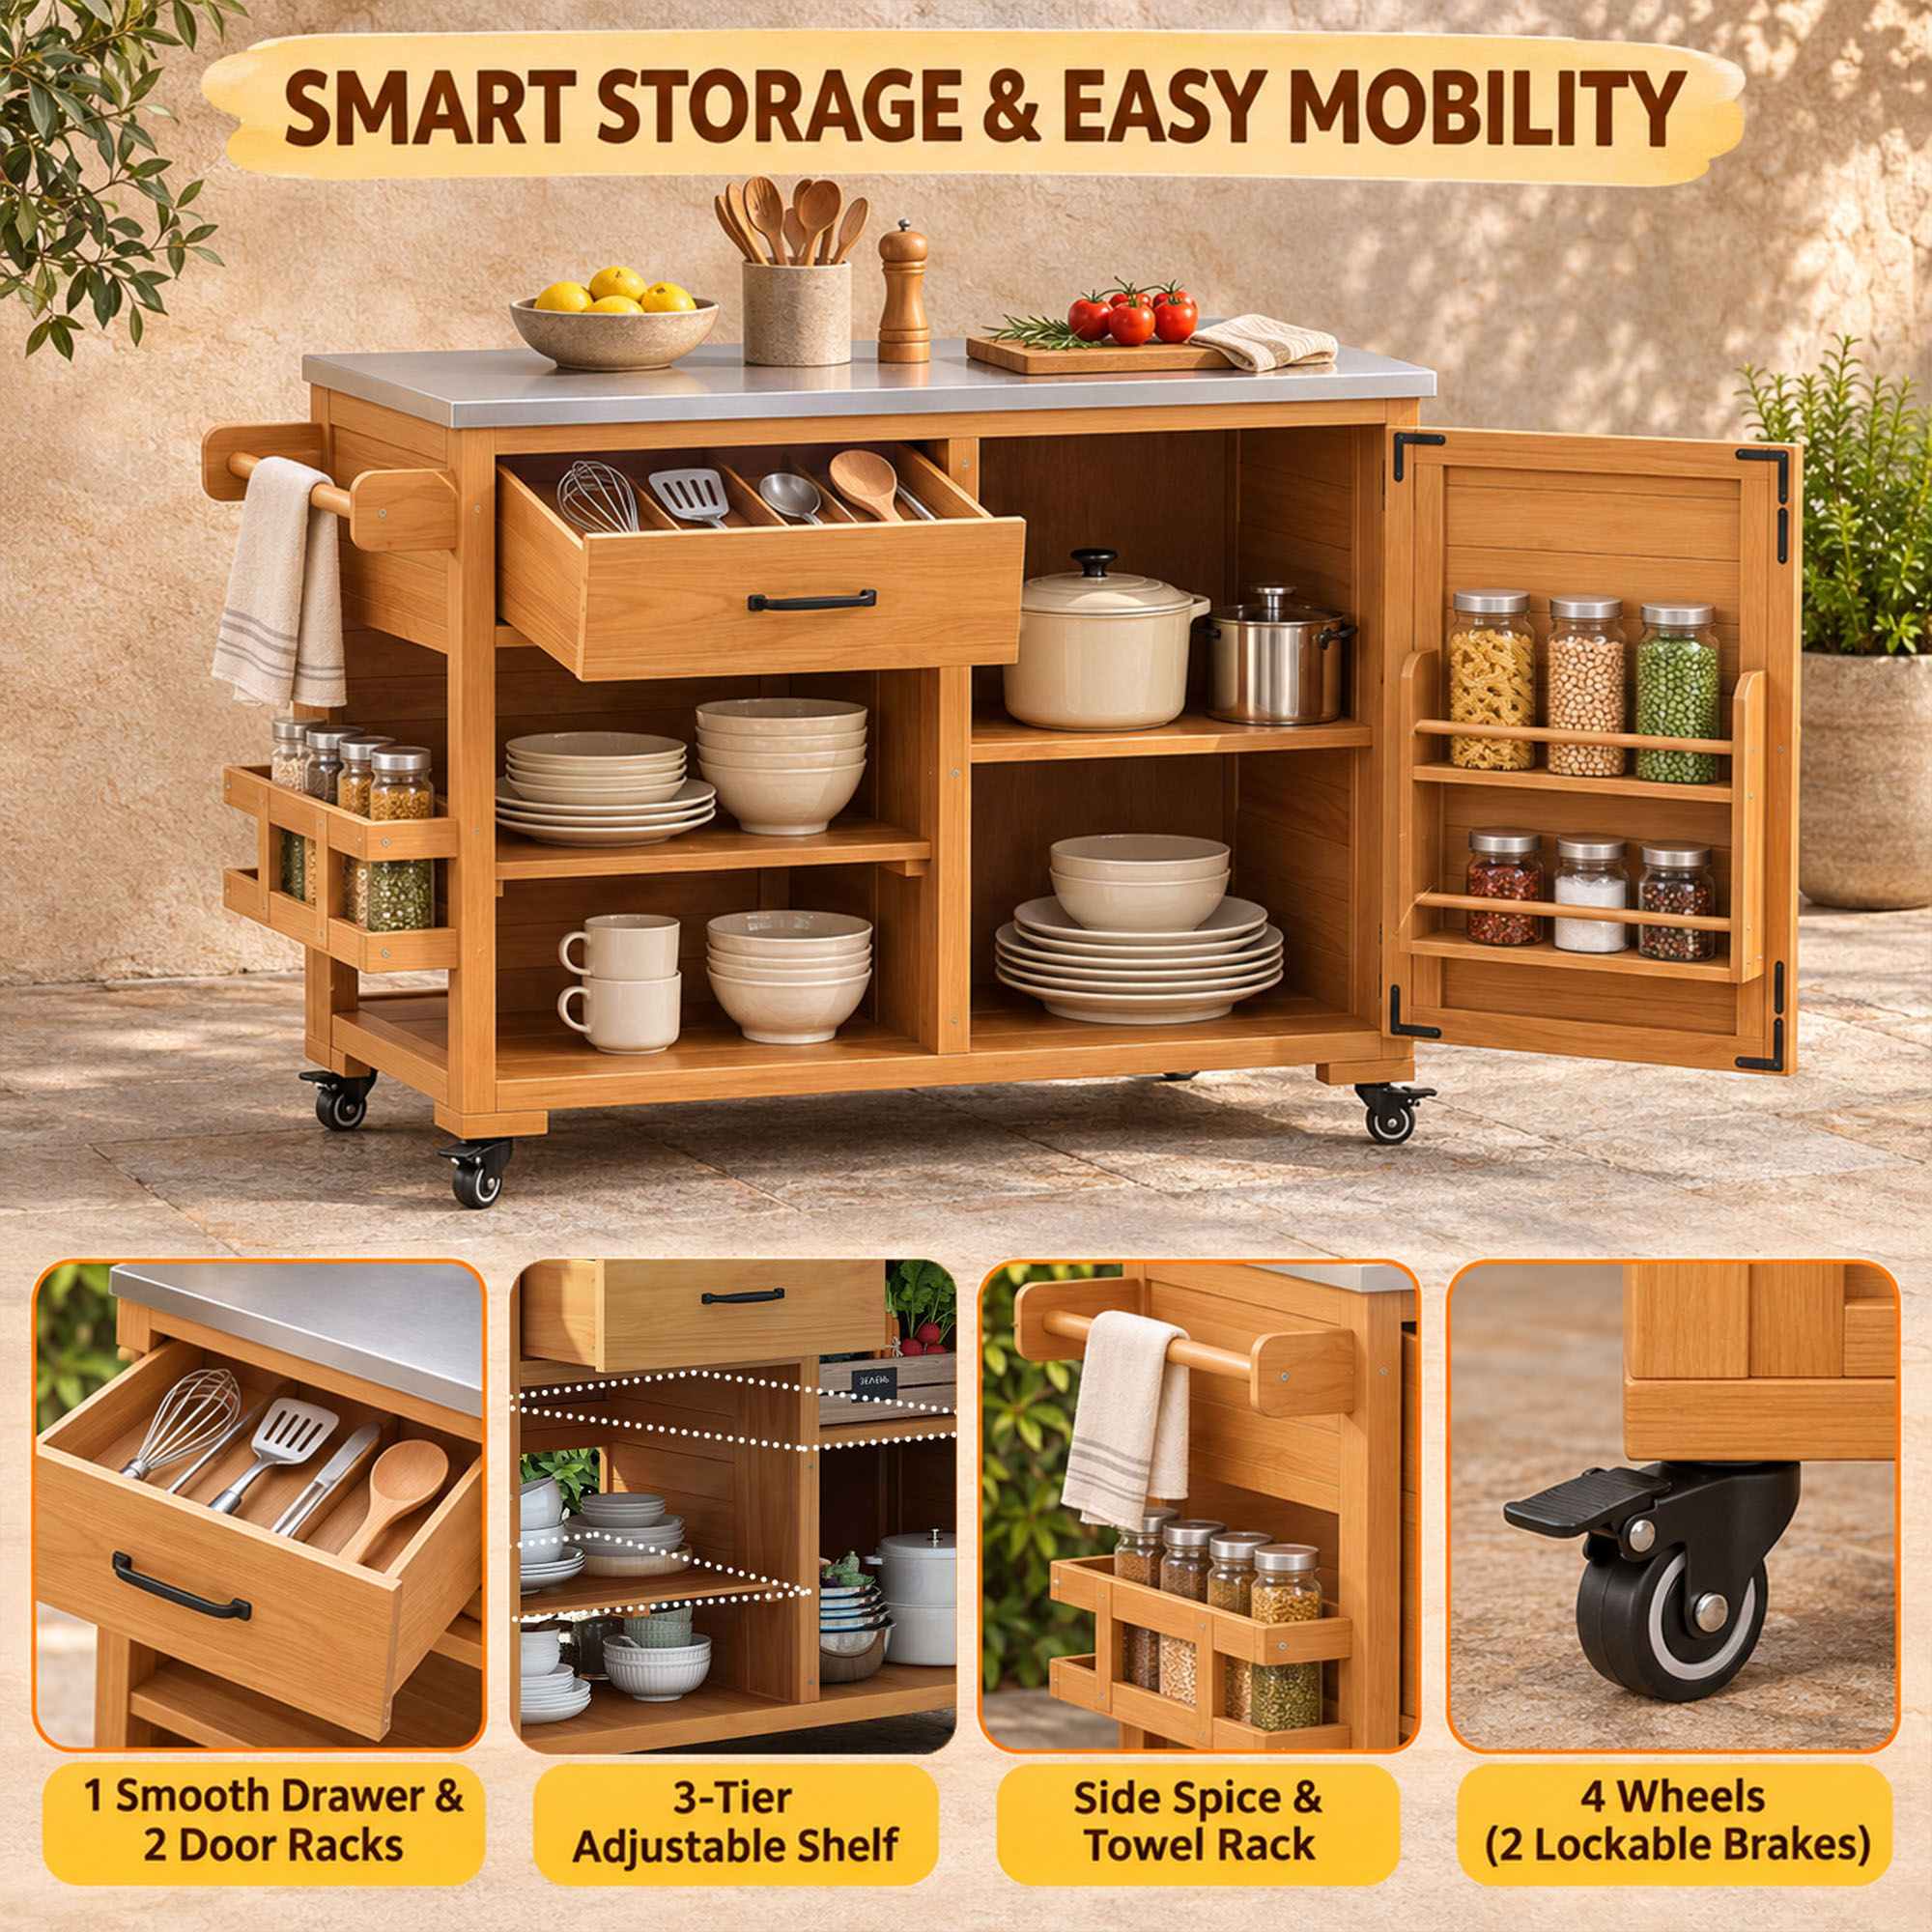 SMART STORAGE & EASY MOBILITY
ЗЕЛЕНЬ
1 Smooth Drawer &
2 Door Racks
3-Tier
Adjustable Shelf
Side Spice &
Towel Rack
4 Wheels
(2 Lockable Brakes)